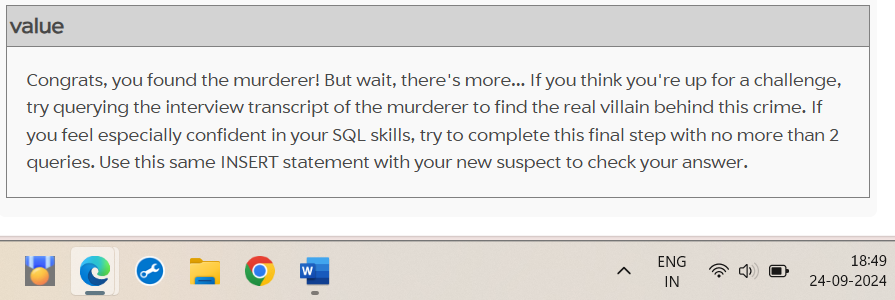 value
Congrats, you found the murderer! But wait, there's more... If you think you're up for a challenge,
try querying the interview transcript of the murderer to find the real villain behind this crime. If
you feel especially confident in your SQL skills, try to complete this final step with no more than 2
queries. Use this same INSERT statement with your new suspect to check your answer.
W
ENG
IN
18:49
24-09-2024